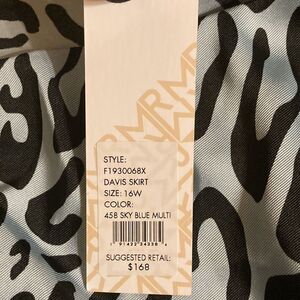 STYLE:
F1930068X
DAVIS SKIRT
SIZE: 16W
COLOR:
458 SKY BLUE MULTI
SUGGESTED RETAIL:
$168